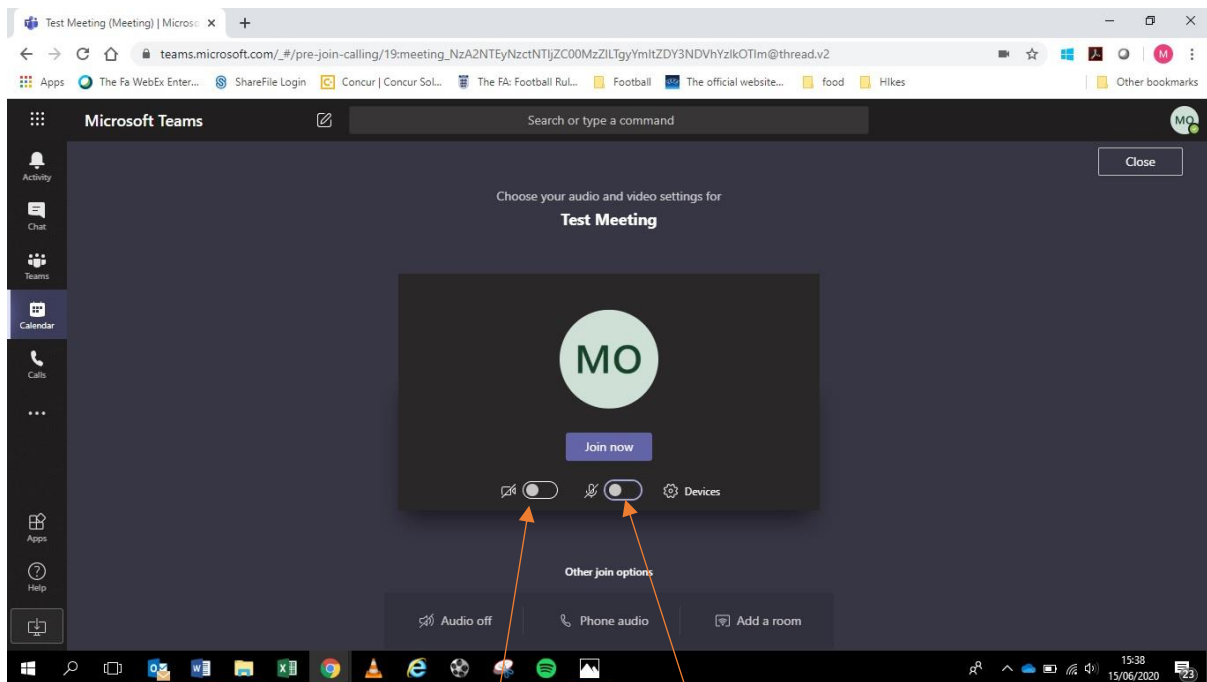 Test Meeting (Meeting) | Microso
teams.microsoft.com/_#/pre-join-calling/19:meeting_NzA2NTEyNzctNTljZC00MzZlLTgyYmItZDY3NDVhYzlkOTlm@thread.v2
M
Apps The Fa WebEx Enter... ShareFile Login Concur | Concur Sol... The FA: Football Rul... Football The official website... food HIkes Other bookmarks
Microsoft Teams Search or type a command MO
Activity
Close
Choose your audio and video settings for
Test Meeting
Chat
Teams
Calendar
Calls
MO
Join now
Devices
Apps
Help
Other join options
Audio off Phone audio Add a room
15:38
15/06/2020
23